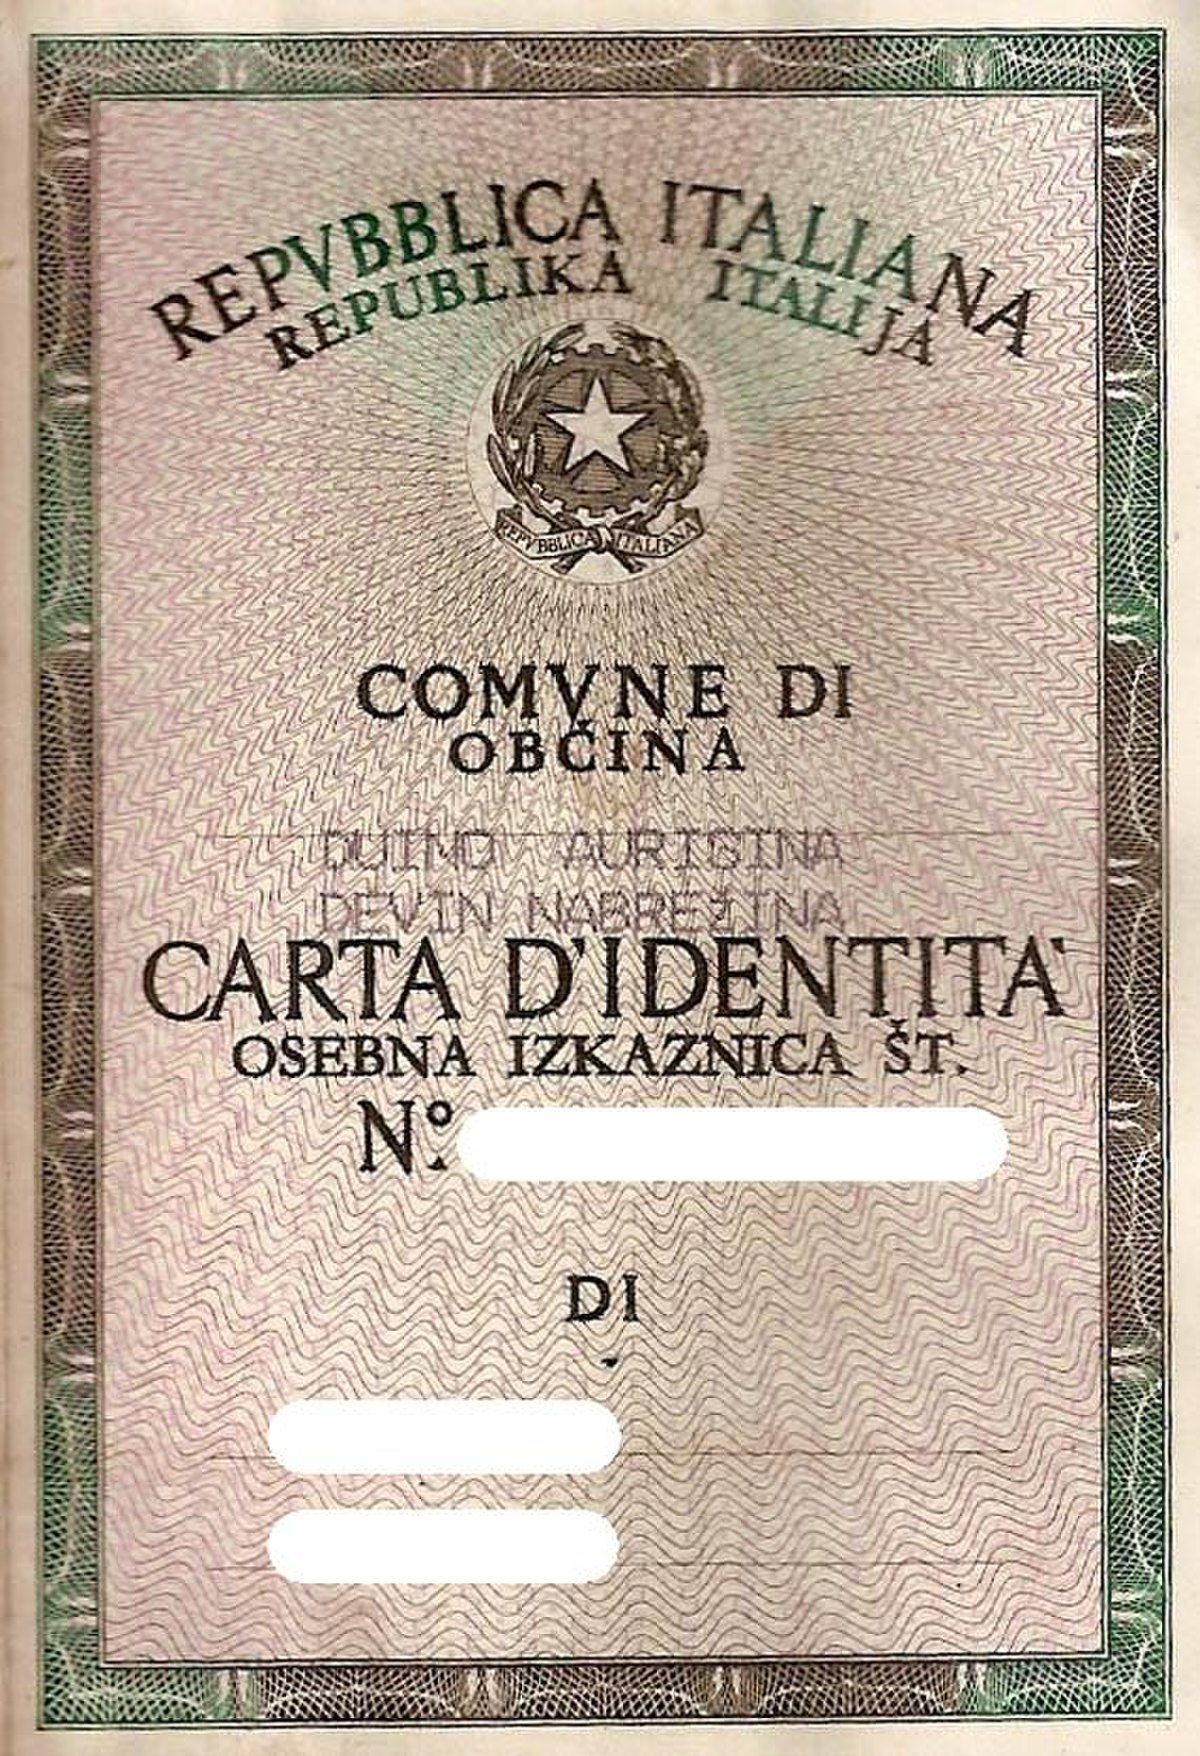 REPVBBLICA ITALIANA
REPUBLIKA ITALIJA
REPVBBLICA ITALIANA
COMVNE DI
OBČINA
DUINO AURISINA
DEVIN NABREŽINA
CARTA D'IDENTITA'
OSEBNA IZKAZNICA ŠT.
N.º
DI